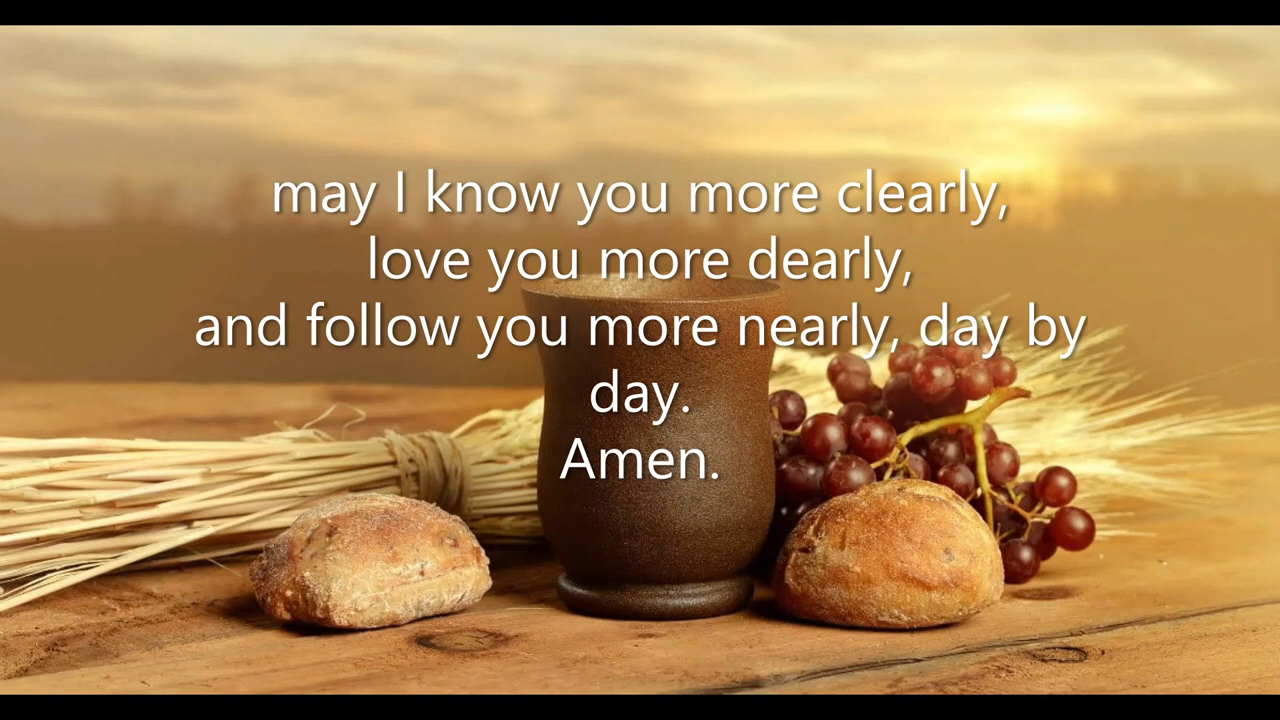 may I know you more clearly,
love you more dearly,
and follow you more nearly, day by
day.
Amen.